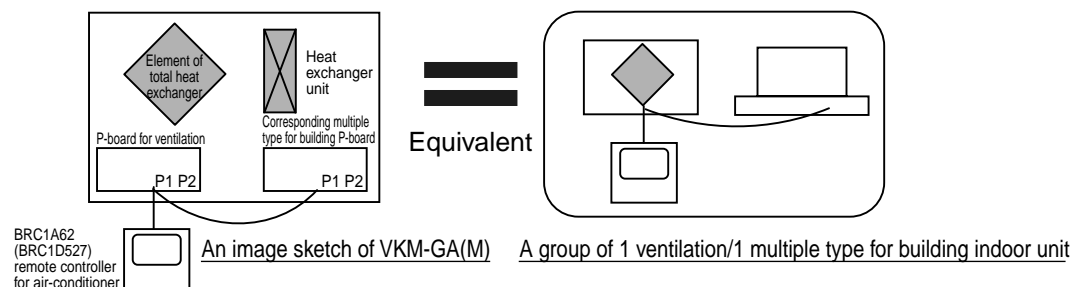 Element of
total heat
exchanger
Heat
exchanger
unit
P-board for ventilation
Corresponding multiple
type for building P-board
P1 P2
P1 P2
Equivalent
BRC1A62
(BRC1D527)
remote controller
for air-conditioner
An image sketch of VKM-GA(M)
A group of 1 ventilation/1 multiple type for building indoor unit